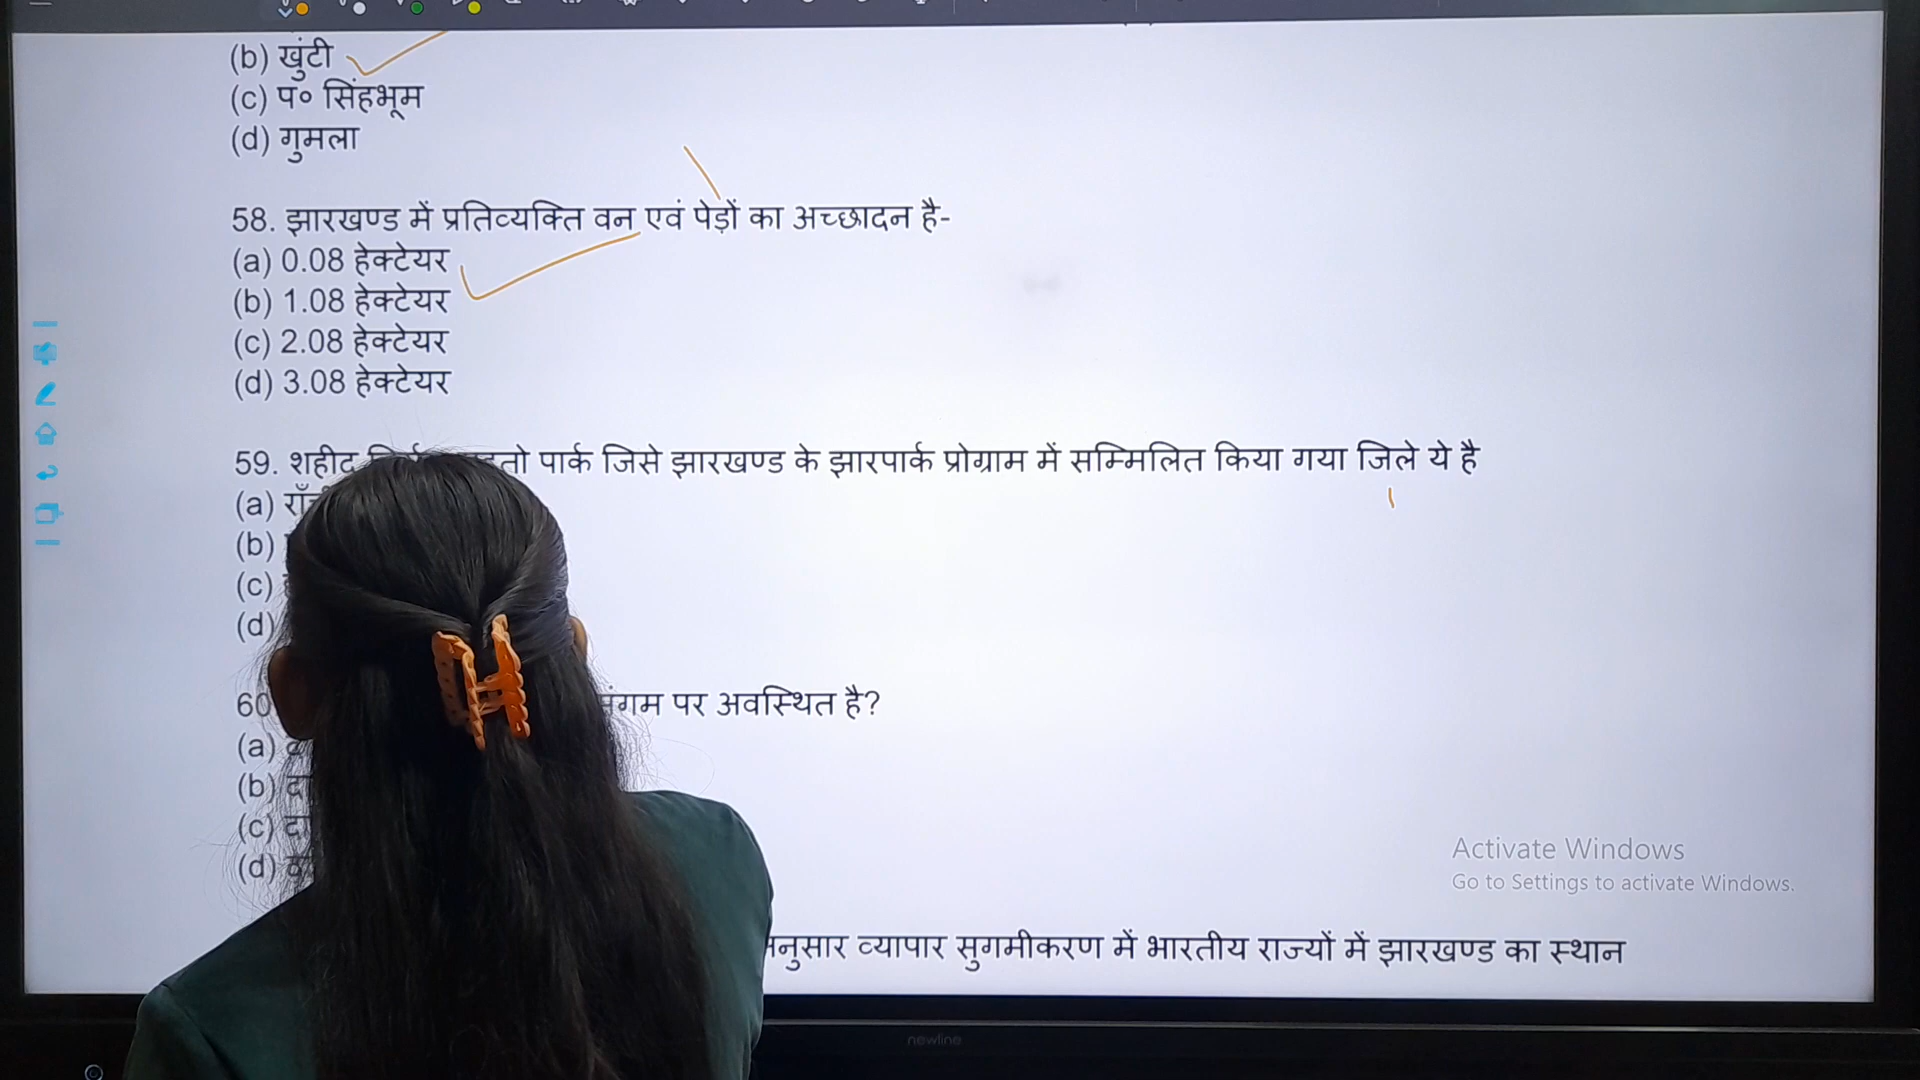 (b) खुंटी
(c) प० सिंहभूम
(d) गुमला
58. झारखण्ड में प्रतिव्यक्ति वन एवं पेड़ों का अच्छादन है-
(a) 0.08 हेक्टेयर
(b) 1.08 हेक्टेयर
(c) 2.08 हेक्टेयर
(d) 3.08 हेक्टेयर
59. शहीद पार्क जिसे झारखण्ड के झारपार्क प्रोग्राम में सम्मिलित किया गया जिले ये है
(a)
(b)
(c)
(d)
60 पर अवस्थित है?
(a)
(b)
(c)
(d)
Activate Windows
Go to Settings to activate Windows.
व्यापार सुगमीकरण में भारतीय राज्यों में झारखण्ड का स्थान
newline